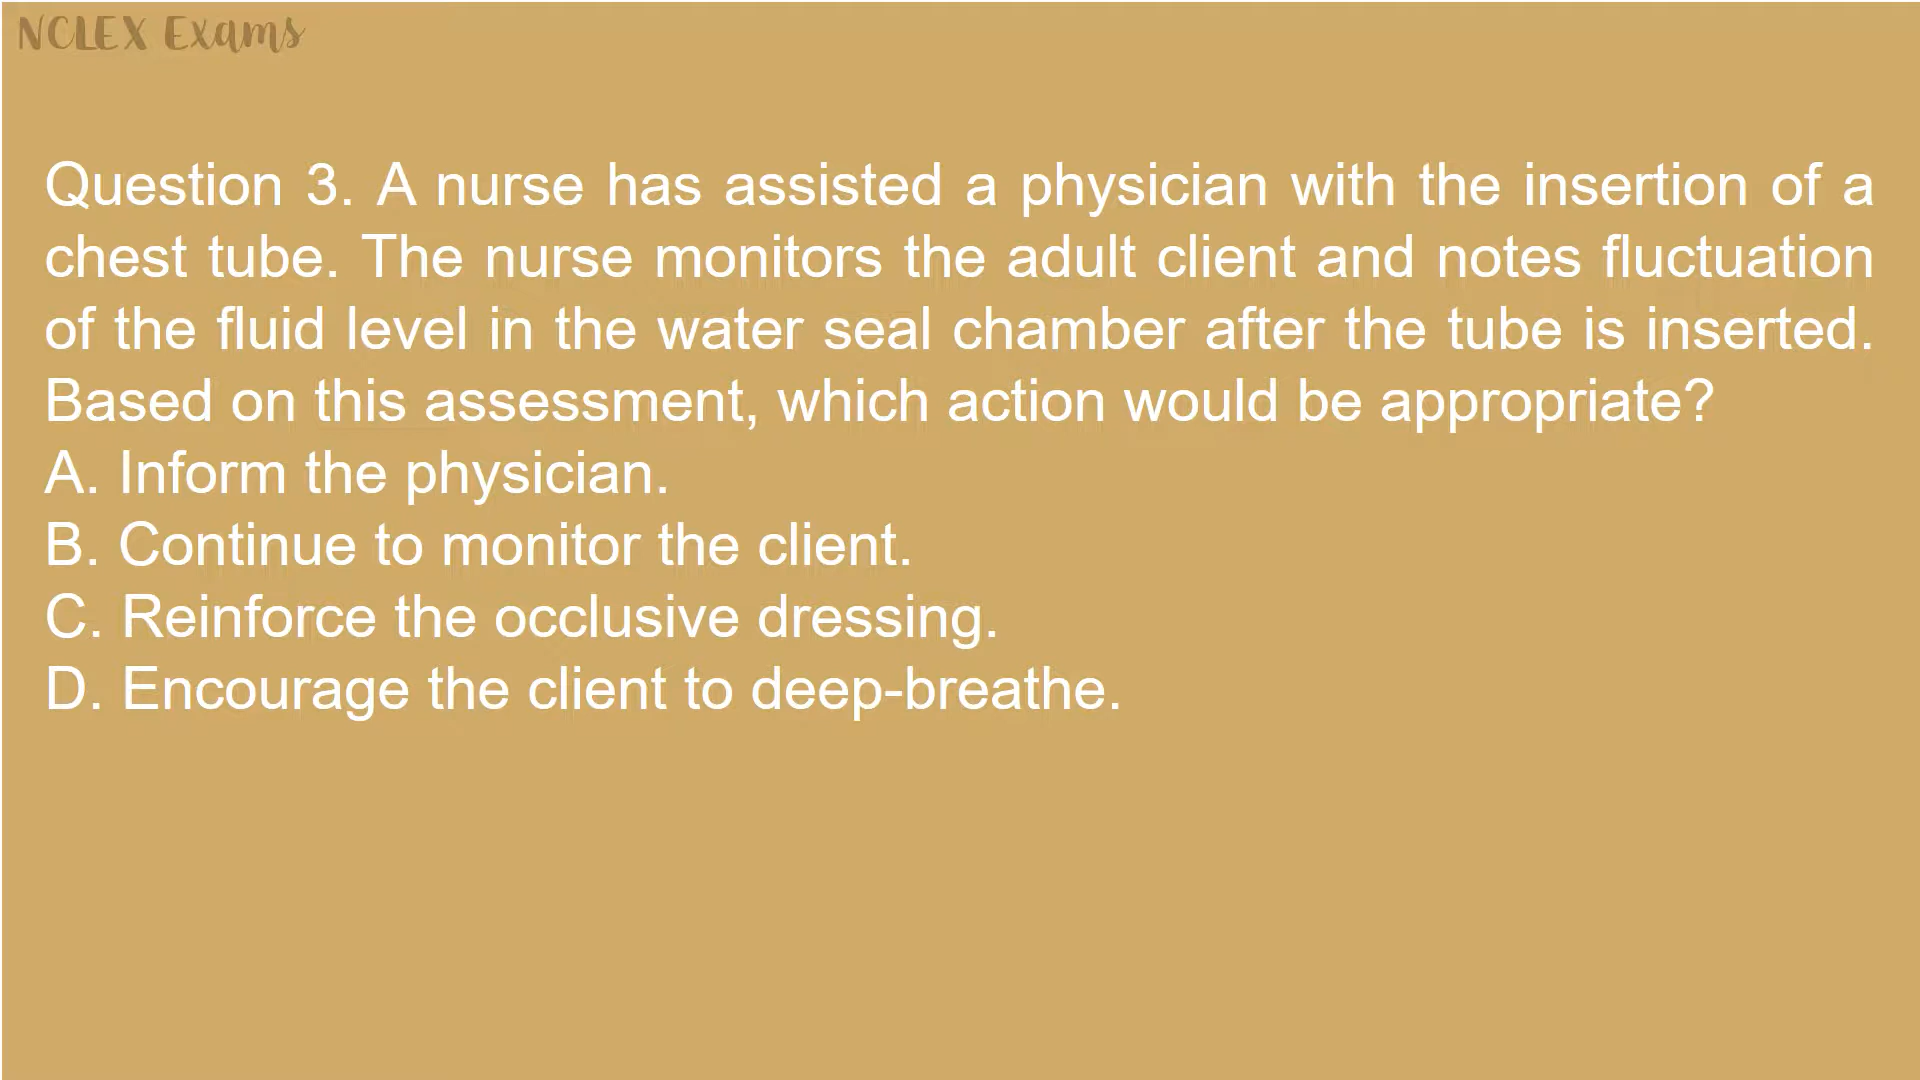 NCLEX Exams
Question 3. A nurse has assisted a physician with the insertion of a
chest tube. The nurse monitors the adult client and notes fluctuation
of the fluid level in the water seal chamber after the tube is inserted.
Based on this assessment, which action would be appropriate?
A. Inform the physician.
B. Continue to monitor the client.
C. Reinforce the occlusive dressing.
D. Encourage the client to deep-breathe.